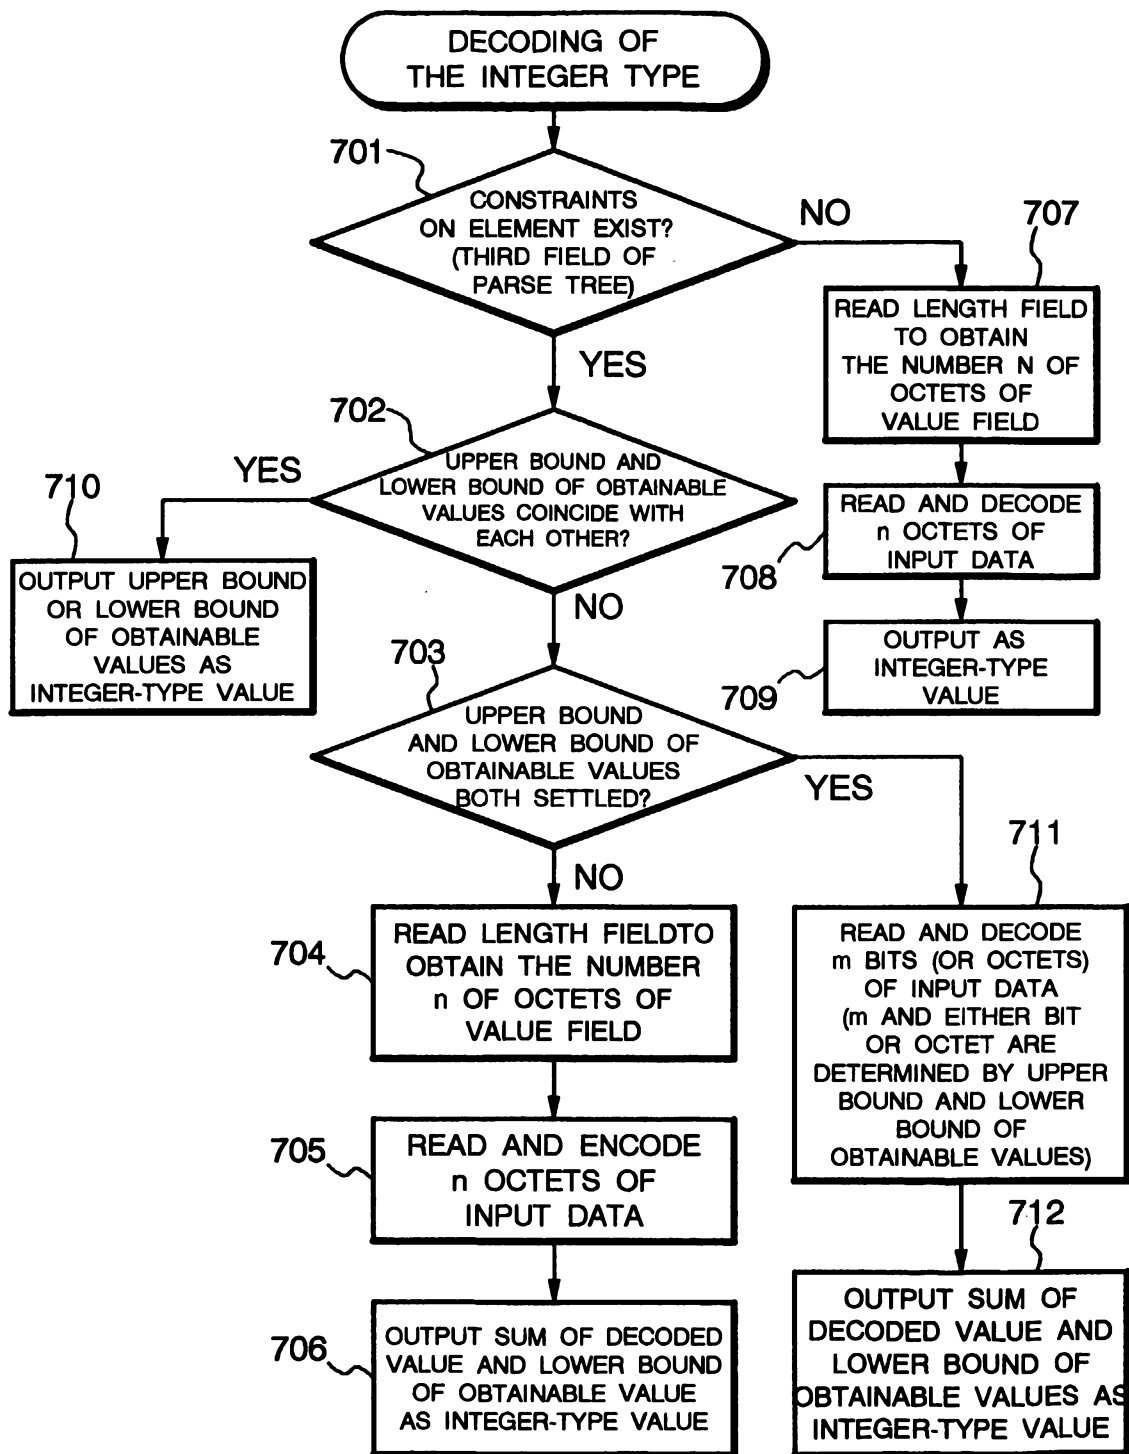 DECODING OF
THE INTEGER TYPE
701
CONSTRAINTS
ON ELEMENT EXIST?
(THIRD FIELD OF
PARSE TREE)
NO
YES
707
READ LENGTH FIELD
TO OBTAIN
THE NUMBER N OF
OCTETS OF
VALUE FIELD
702
UPPER BOUND AND
LOWER BOUND OF OBTAINABLE
VALUES COINCIDE WITH
EACH OTHER?
YES
NO
710
OUTPUT UPPER BOUND
OR LOWER BOUND
OF OBTAINABLE
VALUES AS
INTEGER-TYPE VALUE
708
READ AND DECODE
n OCTETS OF
INPUT DATA
709
OUTPUT AS
INTEGER-TYPE
VALUE
703
UPPER BOUND
AND LOWER BOUND OF
OBTAINABLE VALUES
BOTH SETTLED?
YES
NO
704
READ LENGTH FIELDTO
OBTAIN THE NUMBER
n OF OCTETS OF
VALUE FIELD
705
READ AND ENCODE
n OCTETS OF
INPUT DATA
706
OUTPUT SUM OF DECODED
VALUE AND LOWER BOUND
OF OBTAINABLE VALUE
AS INTEGER-TYPE VALUE
711
READ AND DECODE
m BITS (OR OCTETS)
OF INPUT DATA
(m AND EITHER BIT
OR OCTET ARE
DETERMINED BY UPPER
BOUND AND LOWER
BOUND OF
OBTAINABLE VALUES)
712
OUTPUT SUM OF
DECODED VALUE AND
LOWER BOUND OF
OBTAINABLE VALUES AS
INTEGER-TYPE VALUE